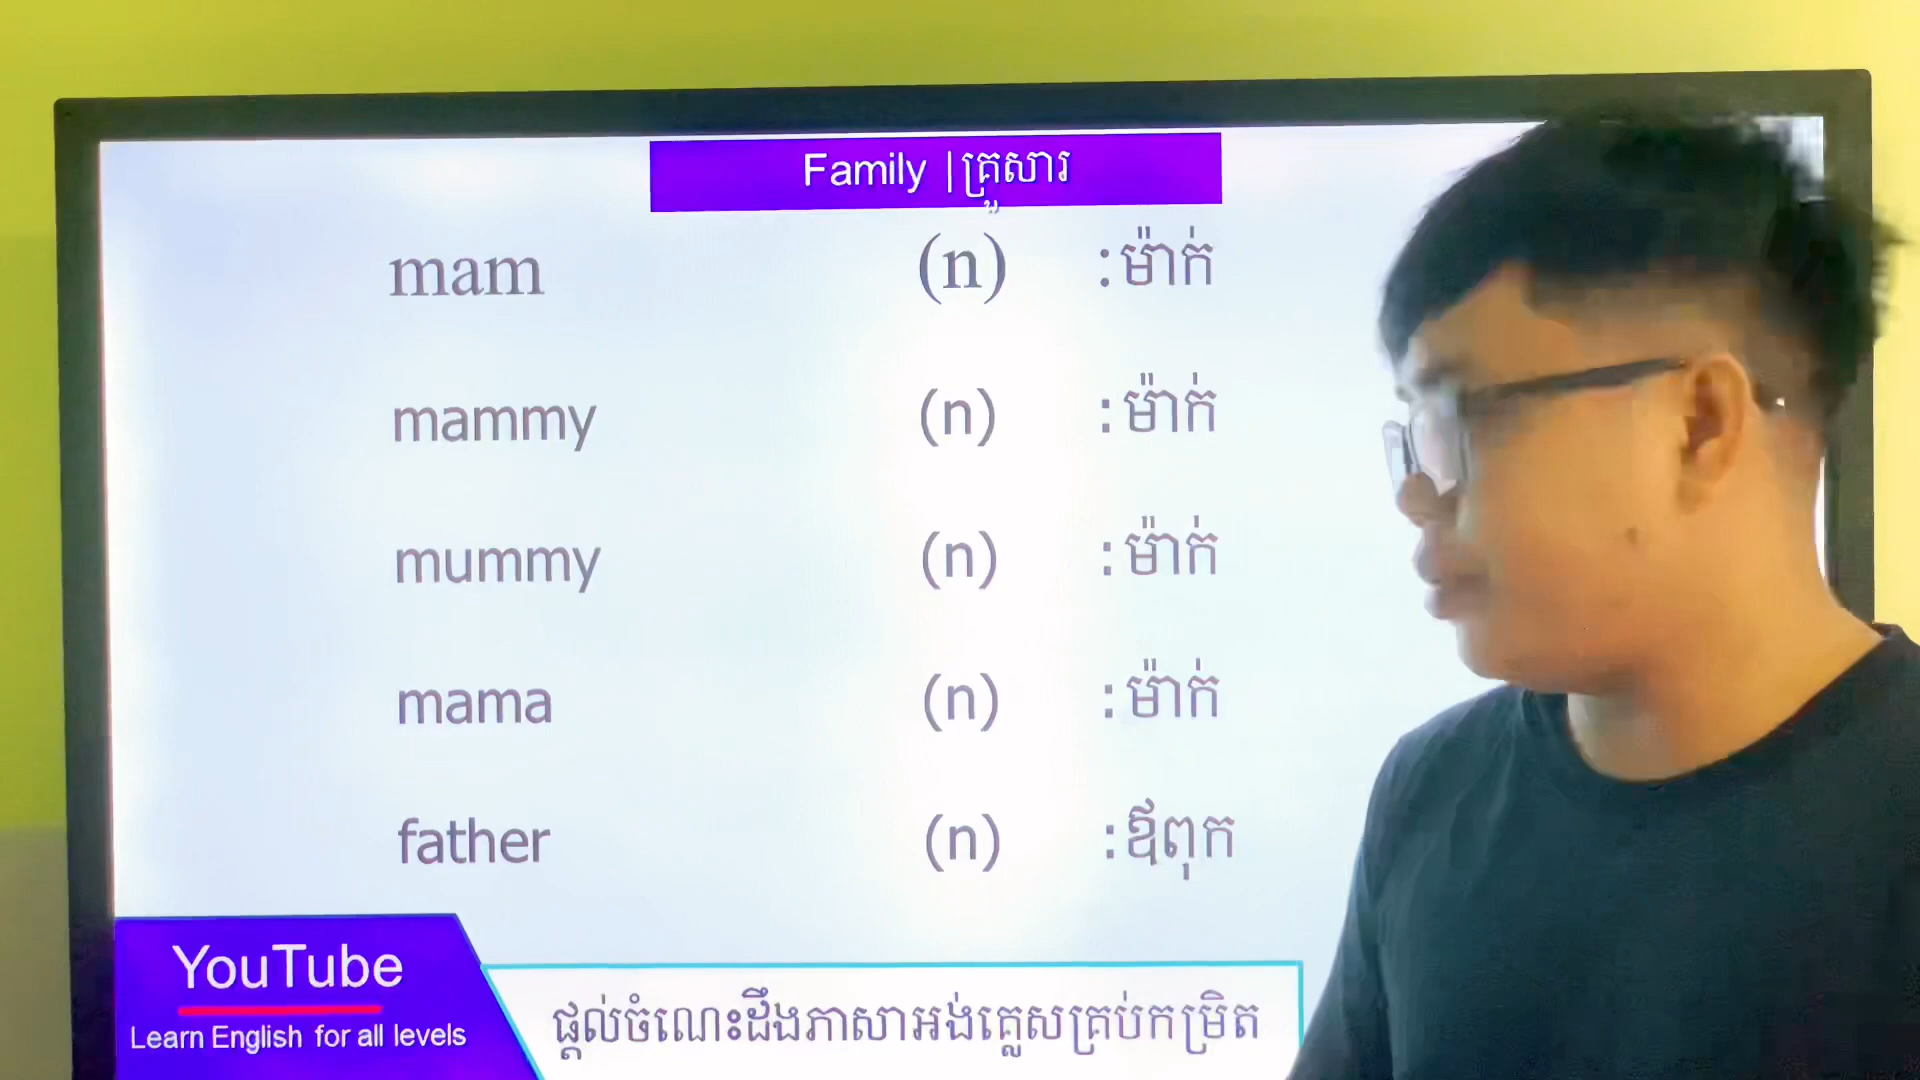 Family |គ្រួសារ
mam (n) :ម៉ាក់
mammy (n) :ម៉ាក់
mummy (n) :ម៉ាក់
mama (n) :ម៉ាក់
father (n) :ឪពុក
YouTube
Learn English for all levels
ផ្ដល់ចំណេះដឹងភាសាអង់គ្លេសគ្រប់កម្រិត